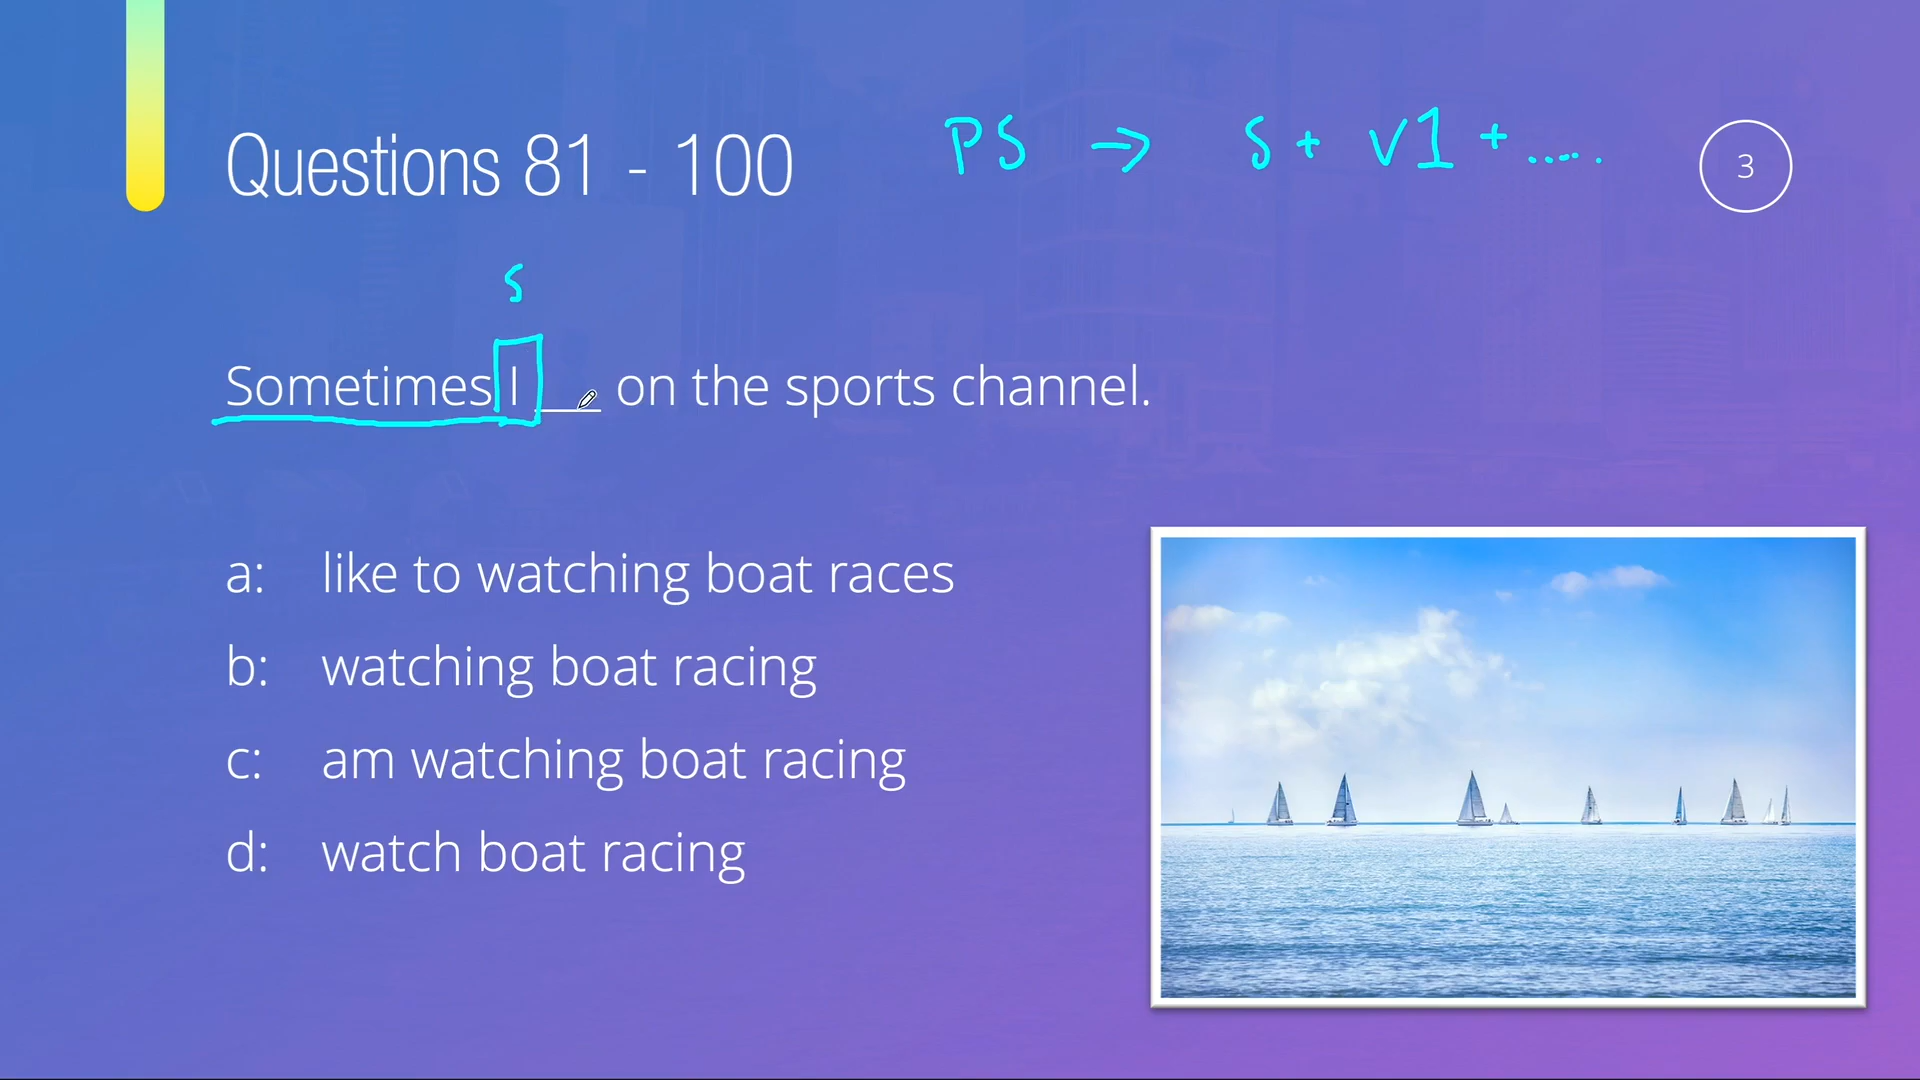 Questions 81 - 100
PS → S + V1 + .....
3
S
Sometimes I ___ on the sports channel.
a: like to watching boat races
b: watching boat racing
c: am watching boat racing
d: watch boat racing